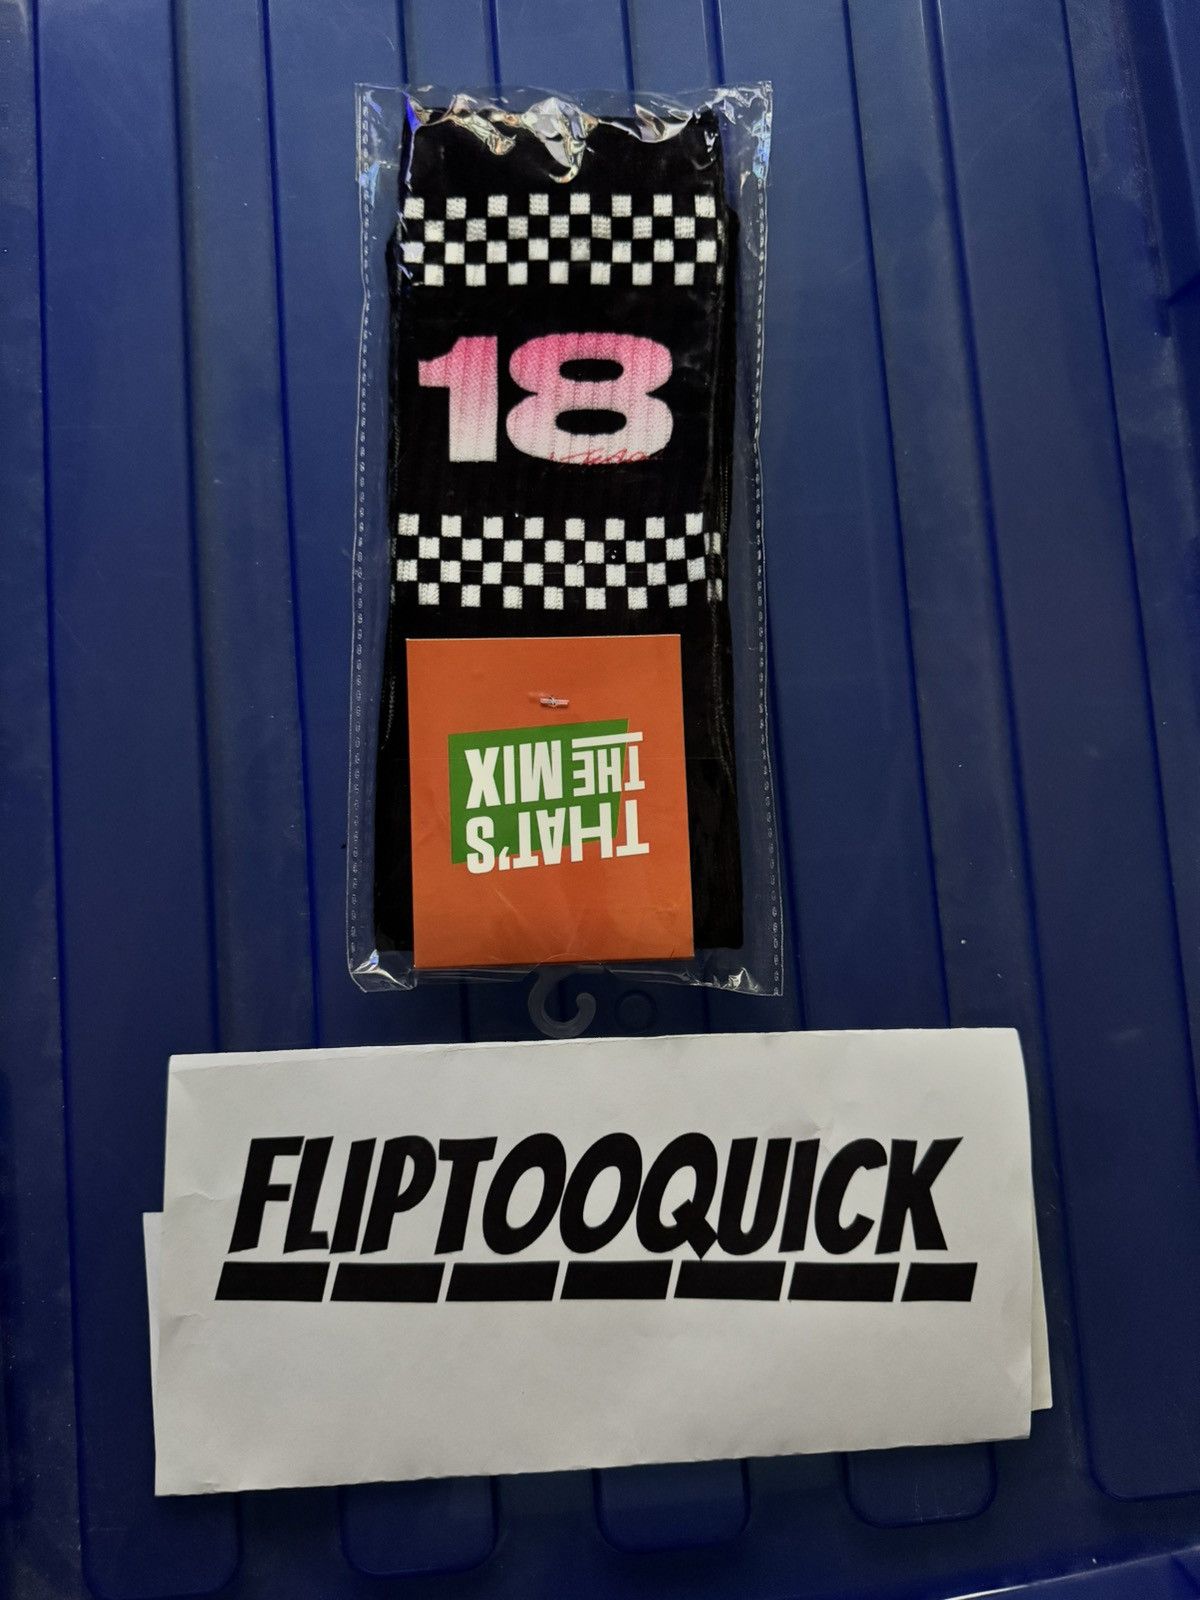 18
THAT'S
THE MIX
FLIPTOOQUICK